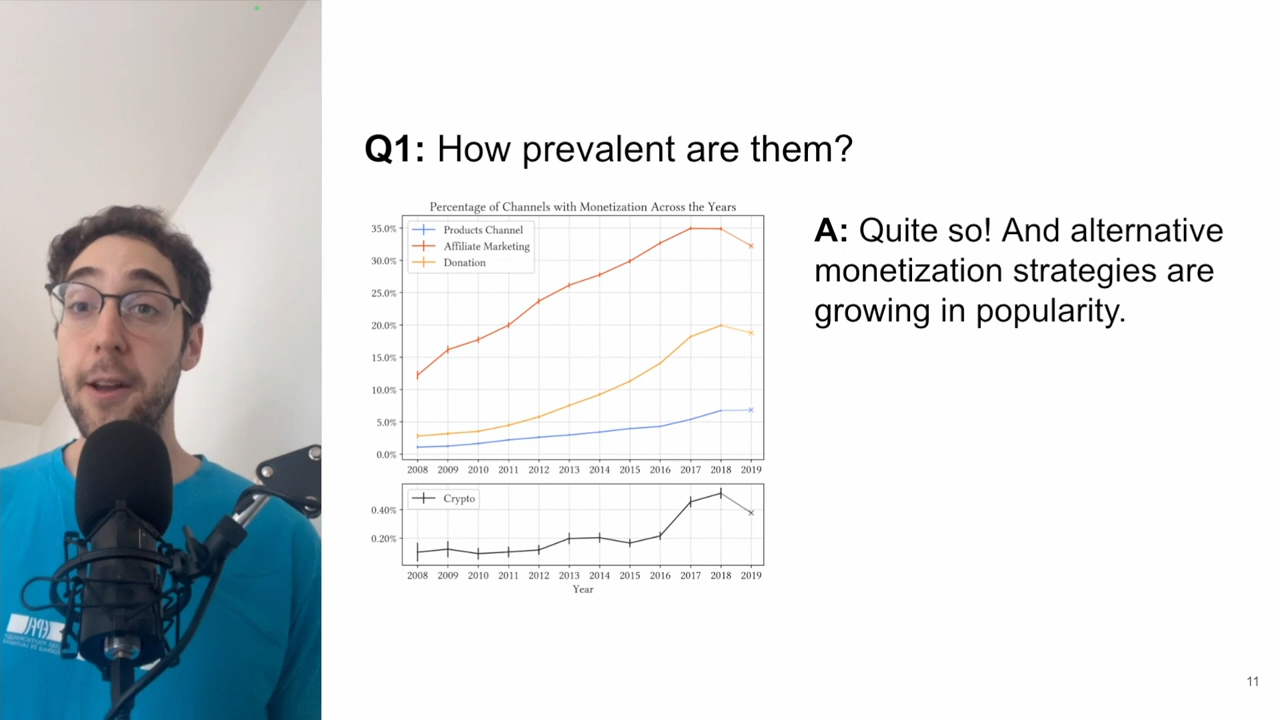 Q1: How prevalent are them?
Percentage of Channels with Monetization Across the Years
Products Channel
Affiliate Marketing
Donation
35.0%
30.0%
25.0%
20.0%
15.0%
10.0%
5.0%
0.0%
2008 2009 2010 2011 2012 2013 2014 2015 2016 2017 2018 2019
Crypto
0.40%
0.20%
2008 2009 2010 2011 2012 2013 2014 2015 2016 2017 2018 2019
Year
A: Quite so! And alternative
monetization strategies are
growing in popularity.
11